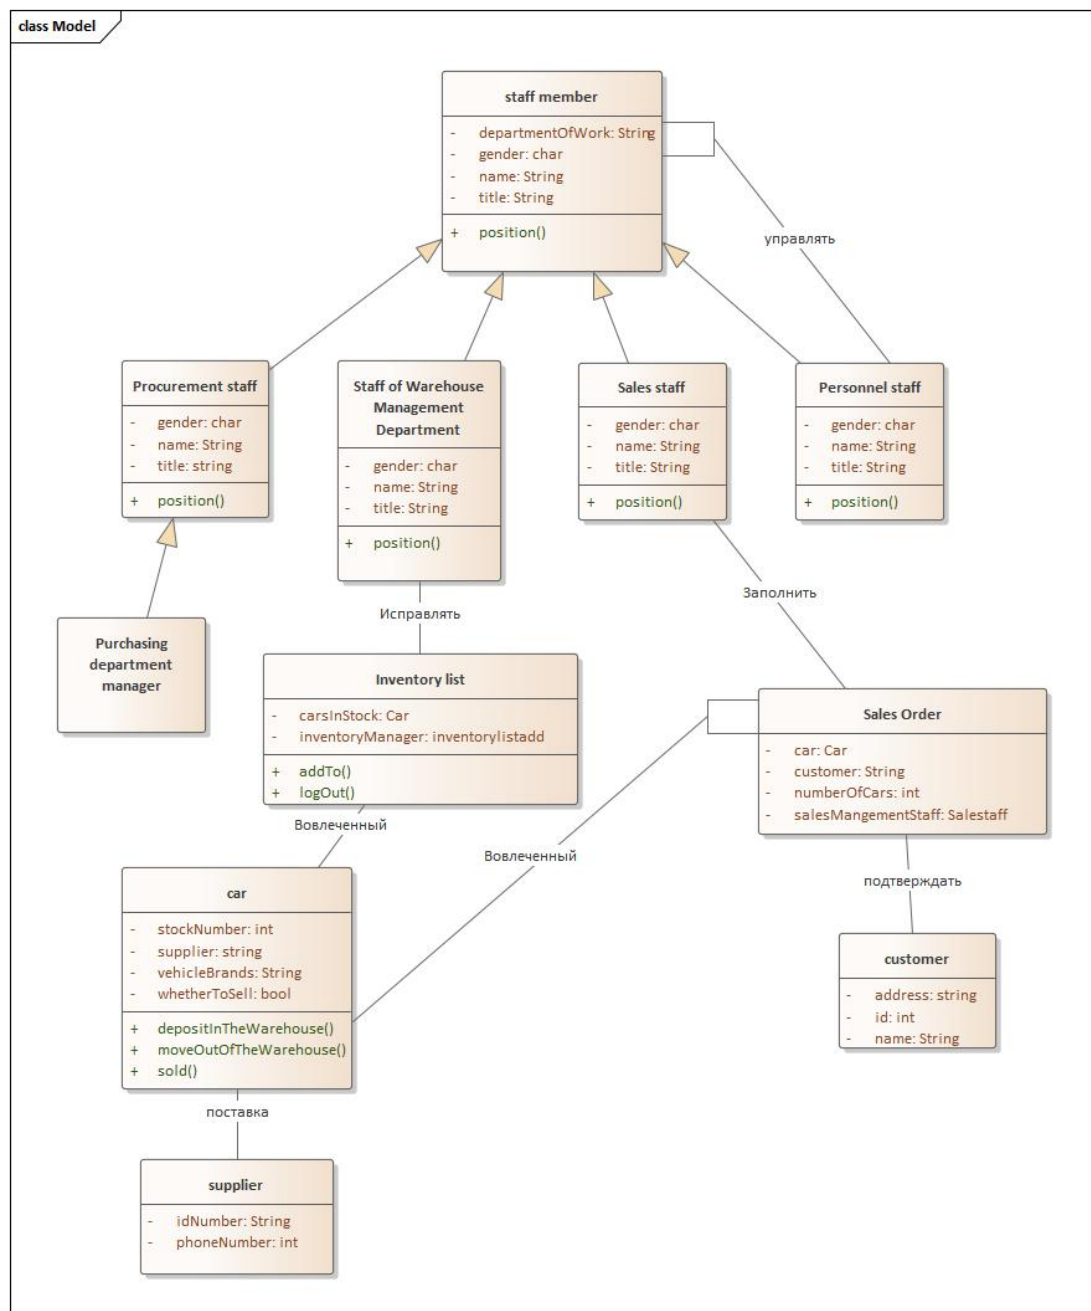 class Model
staff member
- departmentOfWork: String
- gender: char
- name: String
- title: String
+ position()
управлять
Procurement staff
- gender: char
- name: String
- title: string
+ position()
Staff of Warehouse
Management
Department
- gender: char
- name: String
- title: String
+ position()
Sales staff
- gender: char
- name: String
- title: String
+ position()
Personnel staff
- gender: char
- name: String
- title: String
+ position()
Исправлять
Заполнить
Purchasing
department
manager
Inventory list
- carsInStock: Car
- inventoryManager: inventorylistadd
+ addTo()
+ logOut()
Sales Order
- car: Car
- customer: String
- numberOfCars: int
- salesMangementStaff: Salestaff
Вовлеченный
Вовлеченный
подтверждать
car
- stockNumber: int
- supplier: string
- vehicleBrands: String
- whetherToSell: bool
+ depositInTheWarehouse()
+ moveOutOfTheWarehouse()
+ sold()
customer
- address: string
- id: int
- name: String
поставка
supplier
- idNumber: String
- phoneNumber: int